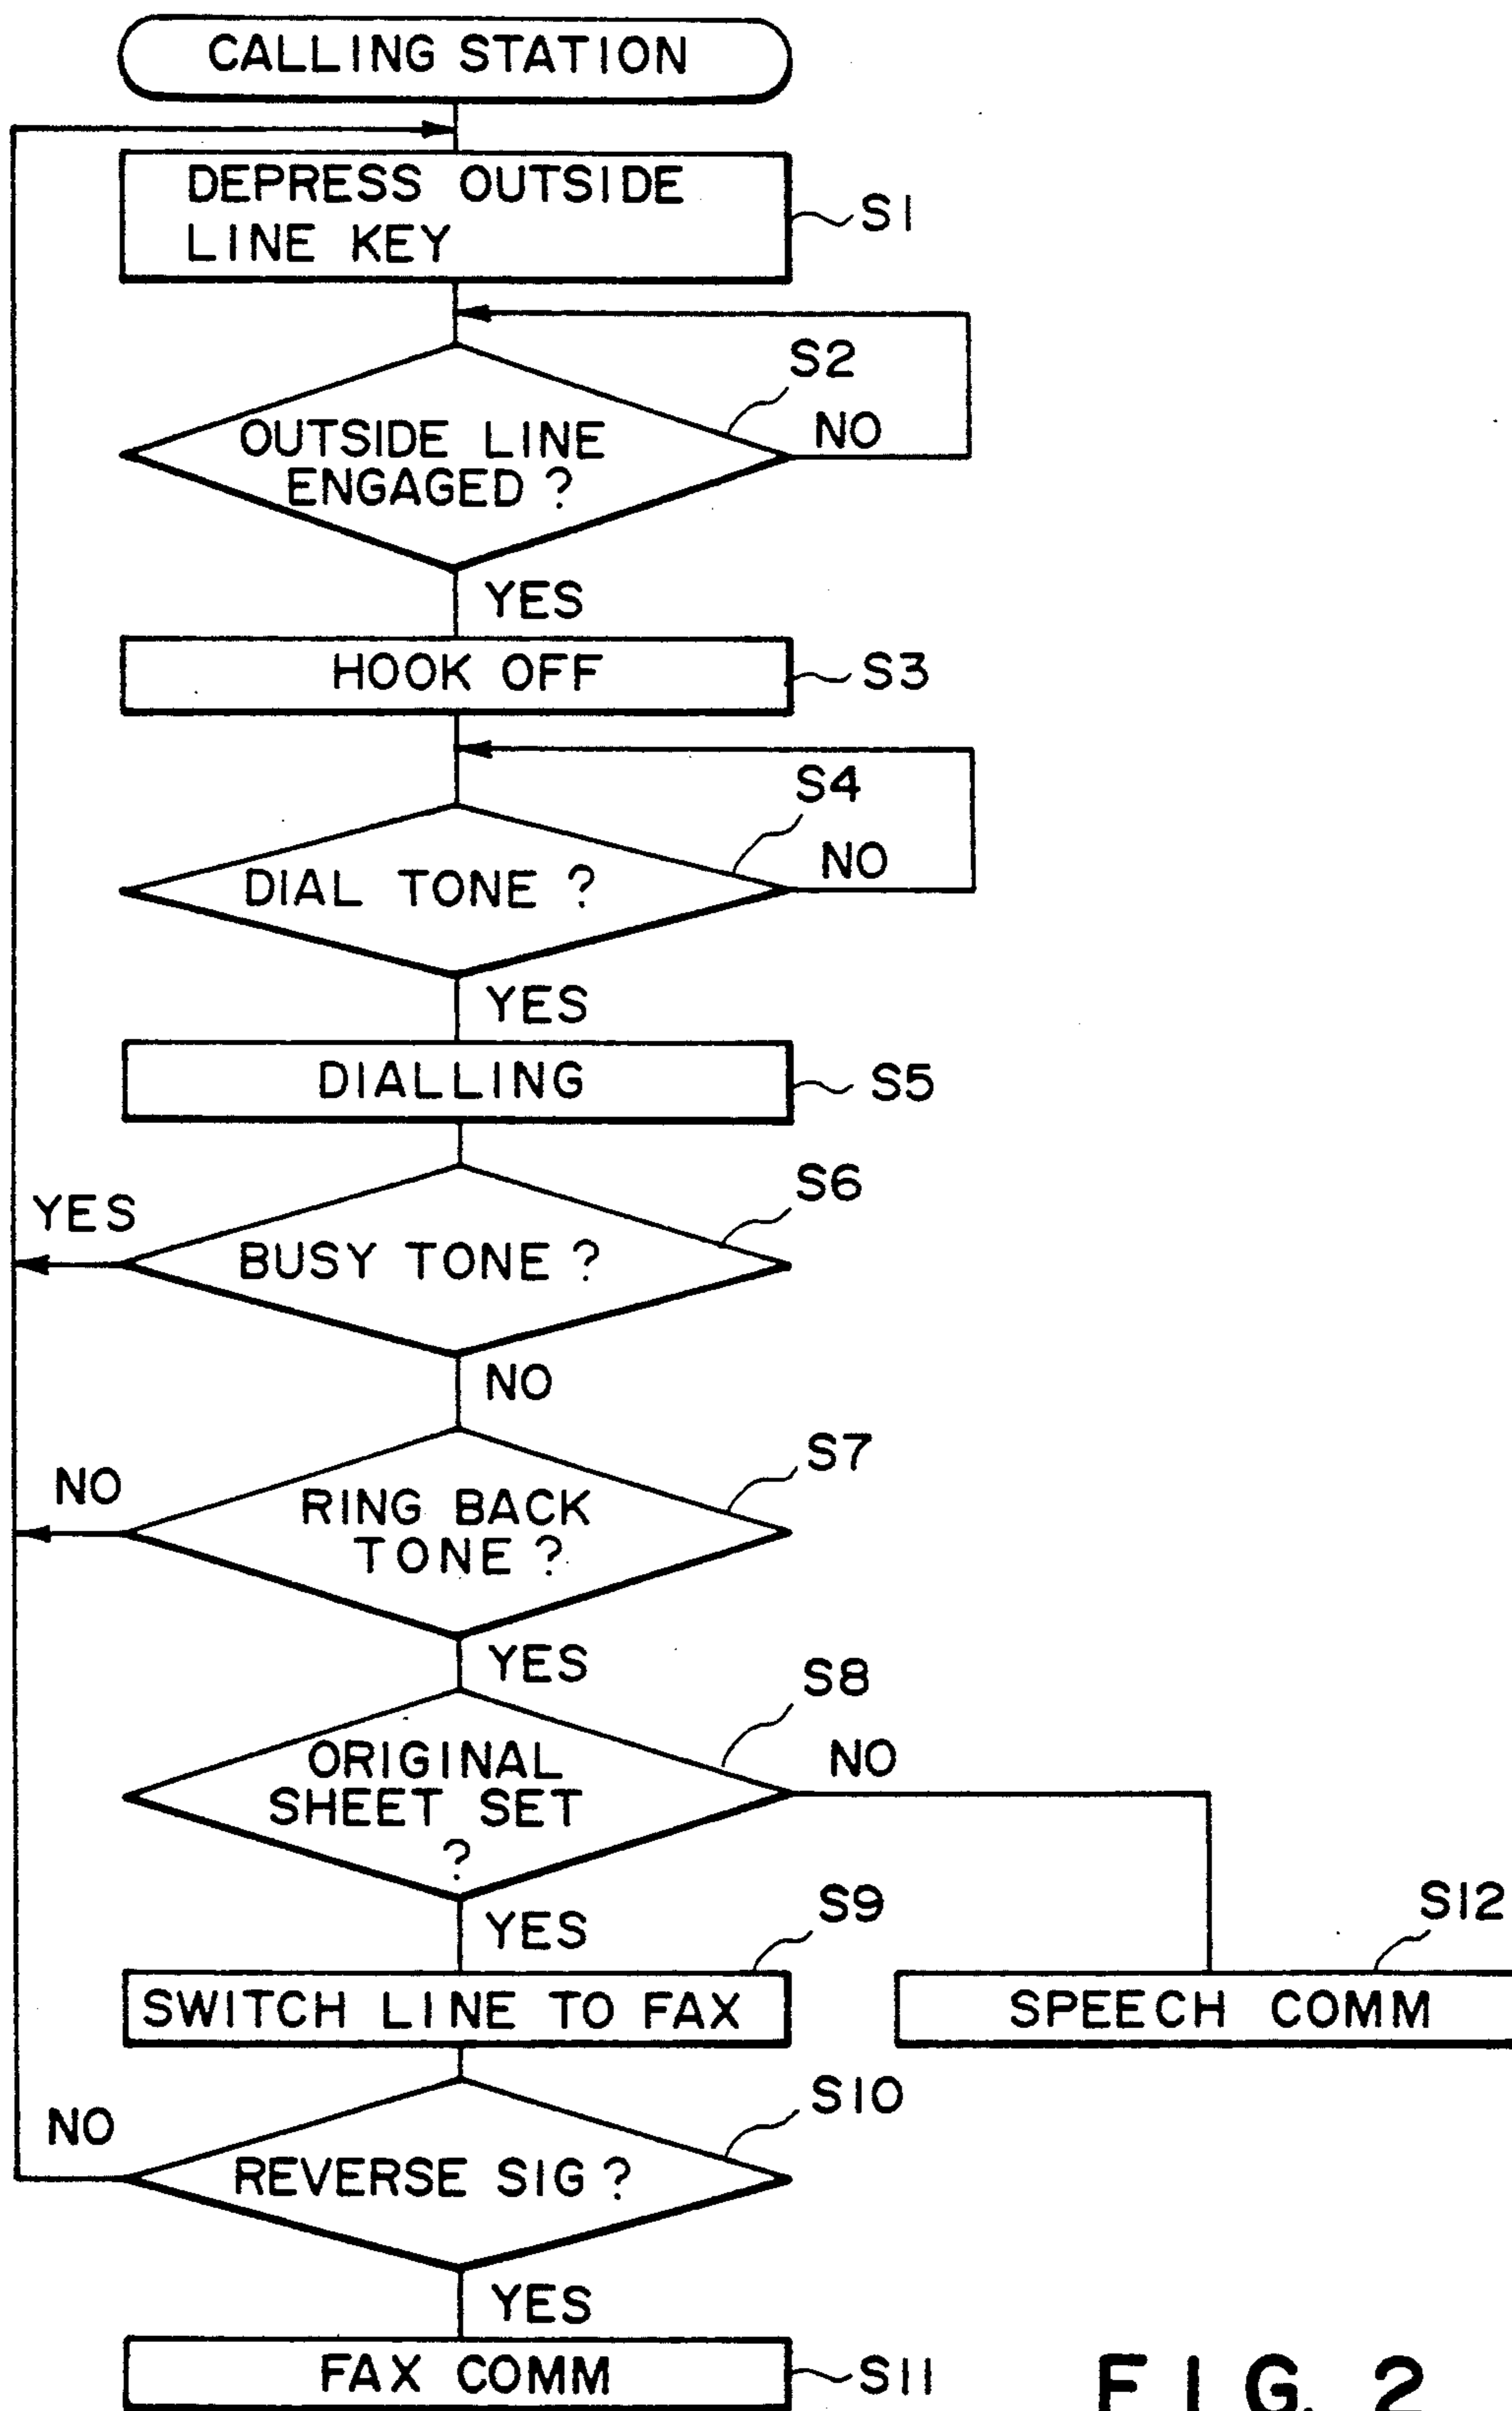 CALLING STATION
DEPRESS OUTSIDE
LINE KEY
S1
S2
OUTSIDE LINE
ENGAGED ?
NO
YES
HOOK OFF
S3
S4
DIAL TONE ?
NO
YES
DIALLING
S5
S6
YES
BUSY TONE ?
NO
S7
NO
RING BACK
TONE ?
YES
S8
ORIGINAL
SHEET SET
?
NO
YES
S9
S12
SWITCH LINE TO FAX
SPEECH COMM
S10
NO
REVERSE SIG ?
YES
FAX COMM
S11
FIG. 2